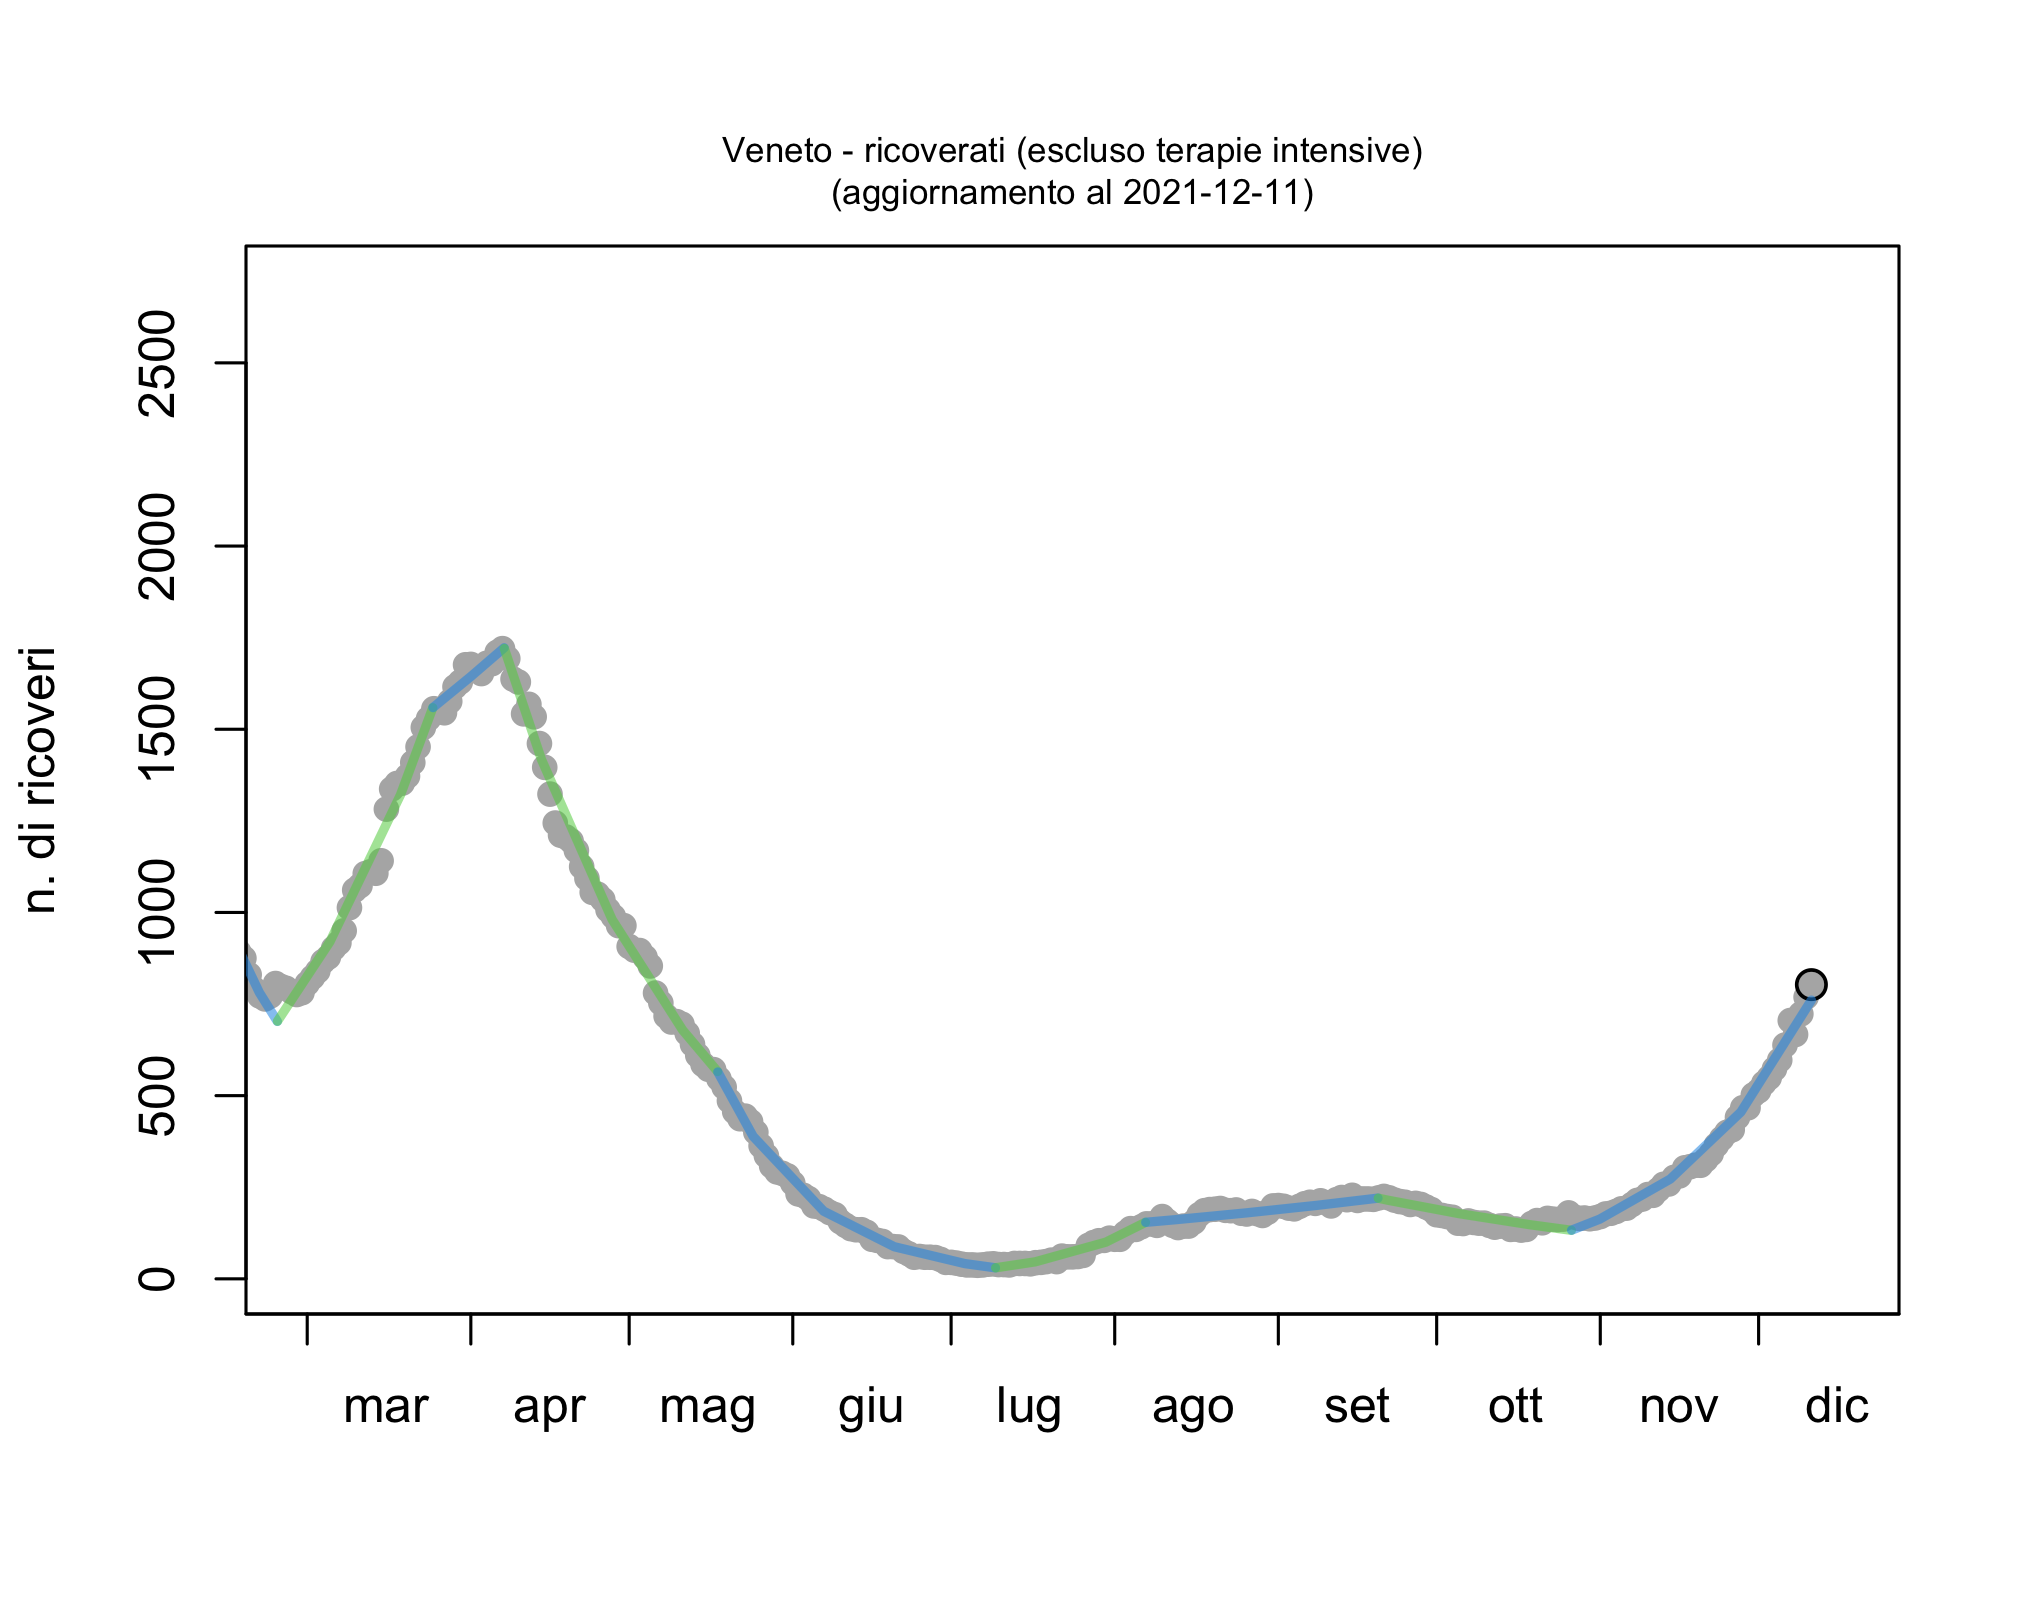 Veneto - ricoverati (escluso terapie intensive)
(aggiornamento al 2021-12-11)
n. di ricoveri
2500
2000
1500
1000
500
0
mar apr mag giu lug ago set ott nov dic